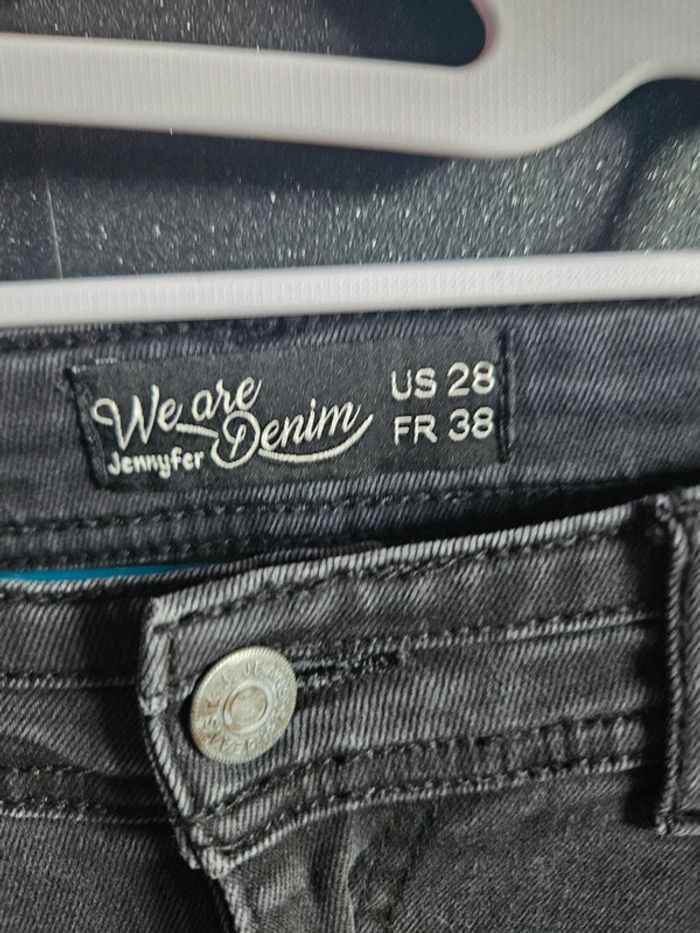 We are
Denim
Jennyfer
US 28
FR 38